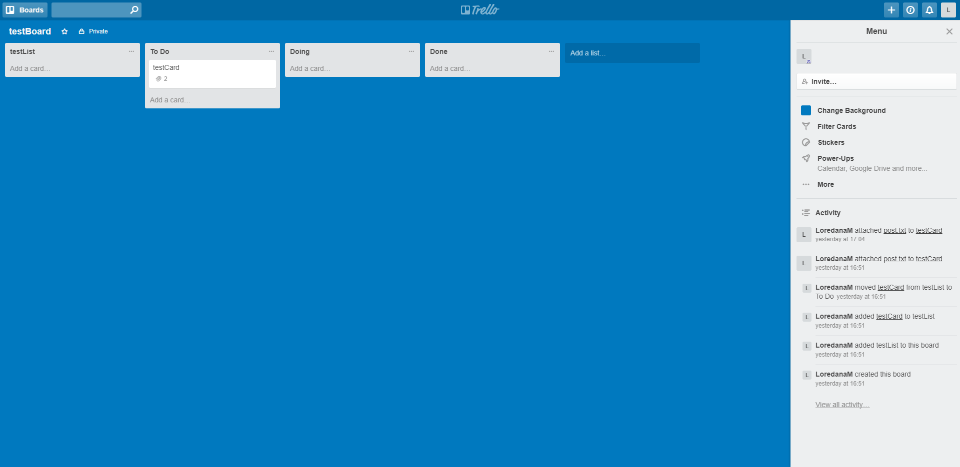 Boards
Trello
L
testBoard
Private
testList
Add a card...
To Do
testCard
2
Add a card...
Doing
Add a card...
Done
Add a card...
Add a list...
Menu
L
Invite...
Change Background
Filter Cards
Stickers
Power-Ups
Calendar, Google Drive and more...
More
Activity
L
LoredanaM attached post.txt to testCard
yesterday at 17:04
L
LoredanaM attached post txt to testCard
yesterday at 16:51
L
LoredanaM moved testCard from testList to
To Do yesterday at 16:51
L
LoredanaM added testCard to testList
yesterday at 16:51
L
LoredanaM added testList to this board
yesterday at 16:51
L
LoredanaM created this board
yesterday at 16:51
View all activity...